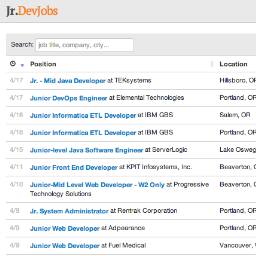 Jr.DevJobs
Search: job title, company, city...
Position Location
4/17 Jr. - Mid Java Developer at TEKsystems Hillsboro, OR
4/17 Junior DevOps Engineer at Elemental Technologies Portland, OR
4/16 Junior Informatica ETL Developer at IBM GBS Salem, OR
4/16 Junior Informatica ETL Developer at IBM GBS Portland, OR
4/15 Junior-level Java Software Engineer at ServerLogic Lake Osweg
4/11 Junior Front End Developer at KPIT Infosystems, Inc. Beaverton,
4/10 Junior-Mid Level Web Developer - W2 Only at Progressive Beaverton,
Technology Solutions
4/9 Jr. System Administrator at Rentrak Corporation Portland, OR
4/9 Junior Web Developer at Adpearance Portland, OR
4/9 Junior Web Developer at Fuel Medical Vancouver,